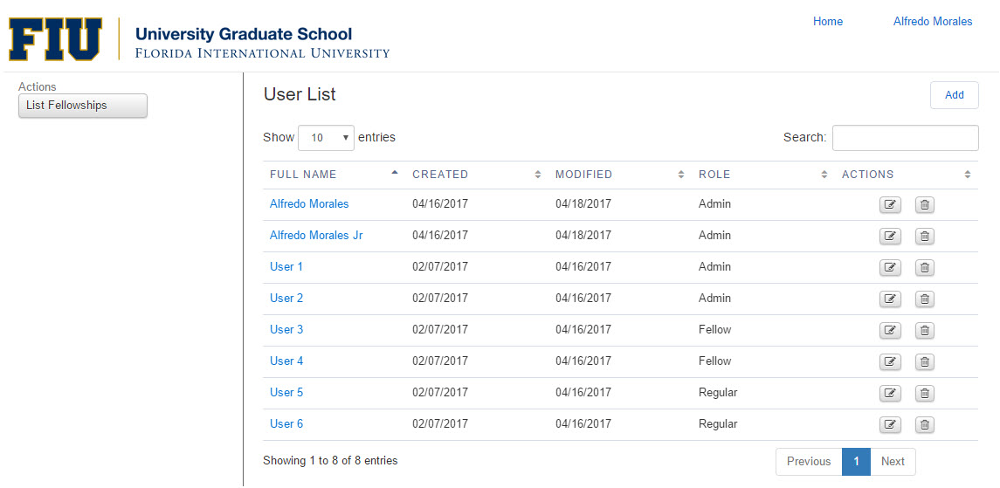 FIU
University Graduate School
FLORIDA INTERNATIONAL UNIVERSITY
Home Alfredo Morales
Actions
List Fellowships
User List
Add
Show 10 entries
Search:
FULL NAME CREATED MODIFIED ROLE ACTIONS
Alfredo Morales 04/16/2017 04/18/2017 Admin
Alfredo Morales Jr 04/16/2017 04/18/2017 Admin
User 1 02/07/2017 04/16/2017 Admin
User 2 02/07/2017 04/16/2017 Admin
User 3 02/07/2017 04/16/2017 Fellow
User 4 02/07/2017 04/16/2017 Fellow
User 5 02/07/2017 04/16/2017 Regular
User 6 02/07/2017 04/16/2017 Regular
Showing 1 to 8 of 8 entries
Previous 1 Next